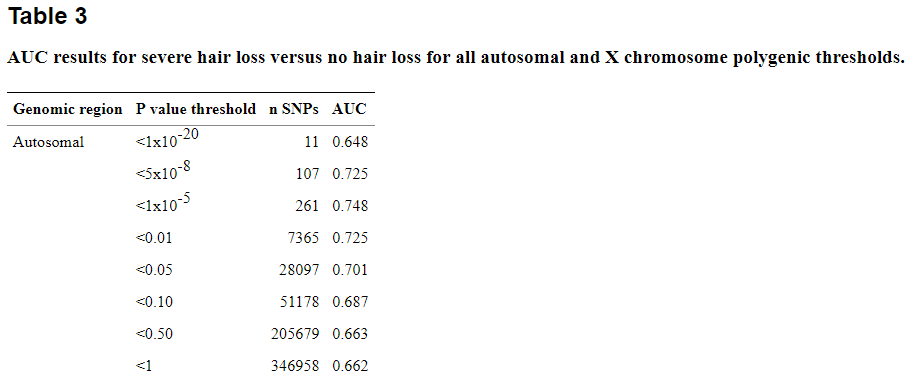 Table 3
AUC results for severe hair loss versus no hair loss for all autosomal and X chromosome polygenic thresholds.
Genomic region P value threshold n SNPs AUC
Autosomal <1x10⁻²⁰ 11 0.648
<5x10⁻⁸ 107 0.725
<1x10⁻⁵ 261 0.748
<0.01 7365 0.725
<0.05 28097 0.701
<0.10 51178 0.687
<0.50 205679 0.663
<1 346958 0.662